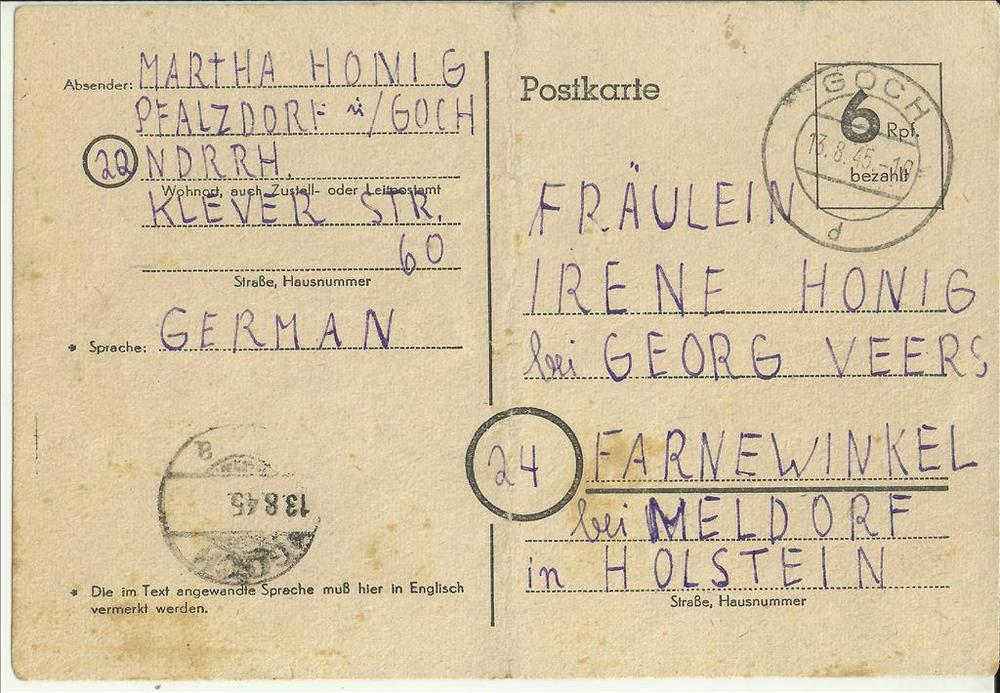 Absender: MARTHA HONIG
PFALZDORF /GOCH
22 NDRRH.
Wohnort, auch Zustell- oder Leitpostamt
KLEVER STR.
60
Straße, Hausnummer
* Sprache: GERMAN
a
13.8.45.
GOCH
* Die im Text angewandte Sprache muß hier in Englisch
vermerkt werden.
Postkarte
GOCH
6 Rpf.
13.8.45.
bezahlt
d
FRÄULEIN
IRENE HONIG
bei GEORG VEERS
24 FARNEWINKEL
bei MELDORF
in HOLSTEIN
Straße, Hausnummer